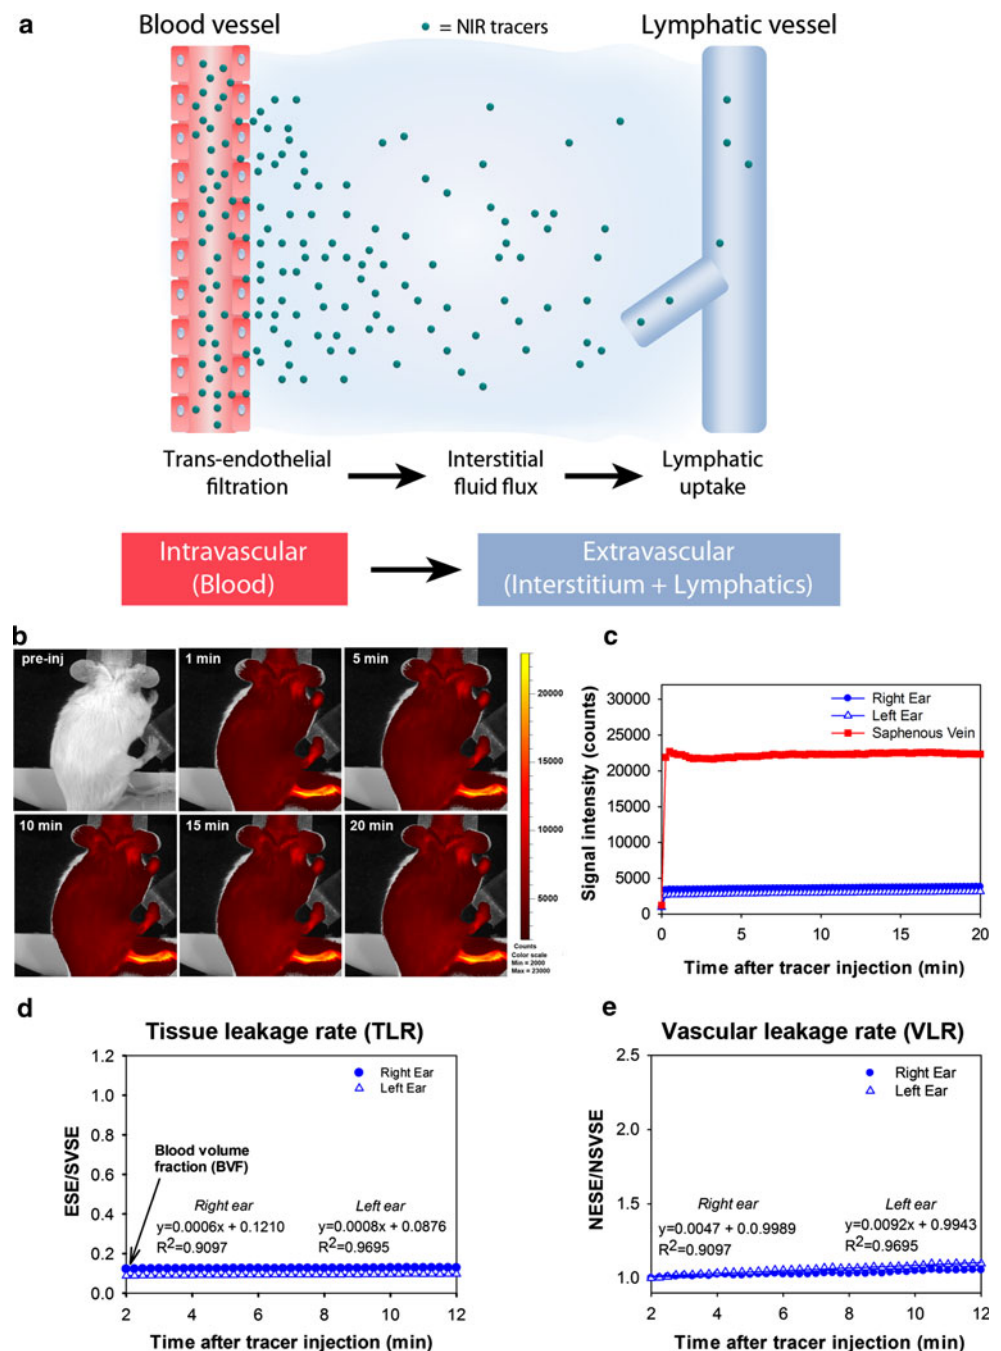 a
Blood vessel
= NIR tracers
Lymphatic vessel
Trans-endothelial
filtration
Interstitial
fluid flux
Lymphatic
uptake
Intravascular
(Blood)
Extravascular
(Interstitium + Lymphatics)
b
pre-inj
1 min
5 min
10 min
15 min
20 min
20000
15000
10000
5000
Counts
Color scale
Min = 2000
Max = 23000
c
Signal intensity (counts)
30000
25000
20000
15000
10000
5000
0
Right Ear
Left Ear
Saphenous Vein
0 5 10 15 20
Time after tracer injection (min)
d
Tissue leakage rate (TLR)
ESE/SVSE
1.2
1.0
0.8
0.6
0.4
0.2
0.0
Right Ear
Left Ear
Blood volume
fraction (BVF)
Right ear
y=0.0006x + 0.1210
R²=0.9097
Left ear
y=0.0008x + 0.0876
R²=0.9695
2 4 6 8 10 12
Time after tracer injection (min)
e
Vascular leakage rate (VLR)
NESE/NSVSE
2.5
2.0
1.5
1.0
Right Ear
Left Ear
Right ear
y=0.0047 + 0.0.9989
R²=0.9097
Left ear
y=0.0092x + 0.9943
R²=0.9695
2 4 6 8 10 12
Time after tracer injection (min)